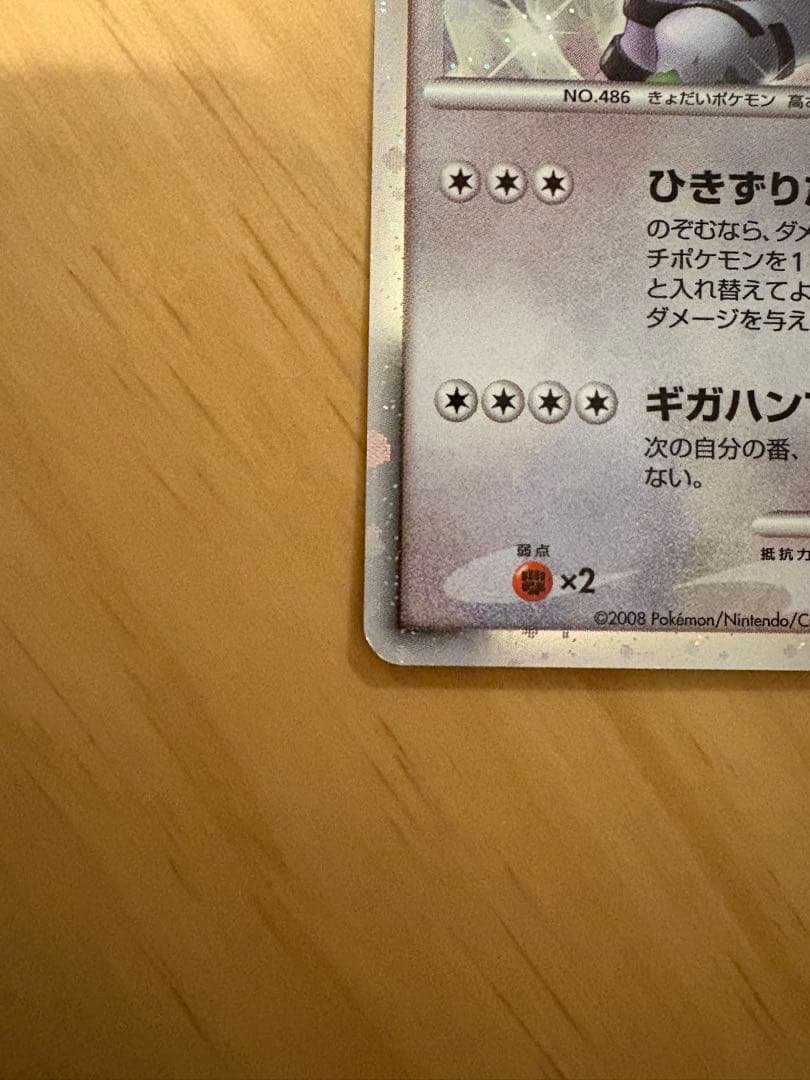 NO.486 きょだいポケモン 高さ
ひきずり
のぞむなら、ダメ
チポケモンを1
と入れ替えてよ
ダメージを与え
ギガハン
次の自分の番、
ない。
抵抗力
弱点
×2
©2008 Pokémon/Nintendo/C